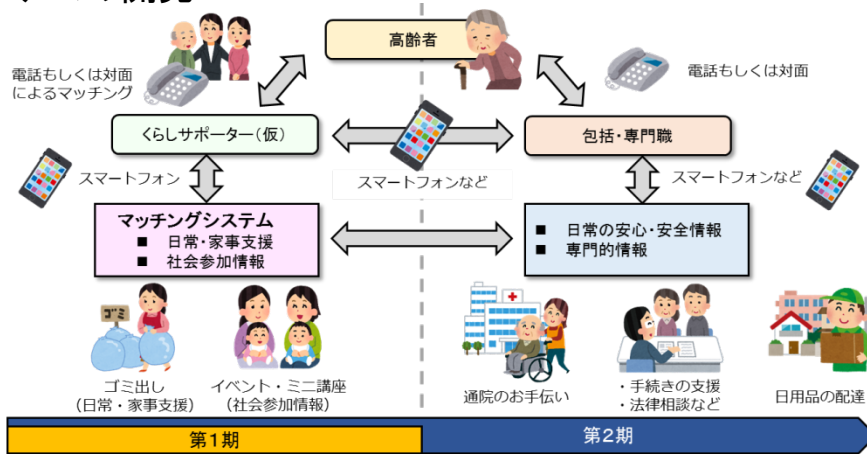 高齢者
電話もしくは対面
によるマッチング
電話もしくは対面
くらしサポーター(仮)
包括・専門職
スマートフォン
スマートフォンなど
スマートフォンなど
マッチングシステム
■ 日常・家事支援
■ 社会参加情報
■ 日常の安心・安全情報
■ 専門的情報
ゴミ
ゴミ出し
(日常・家事支援)
イベント・ミニ講座
(社会参加情報)
通院のお手伝い
・手続きの支援
・法律相談など
日用品の配達
第1期
第2期